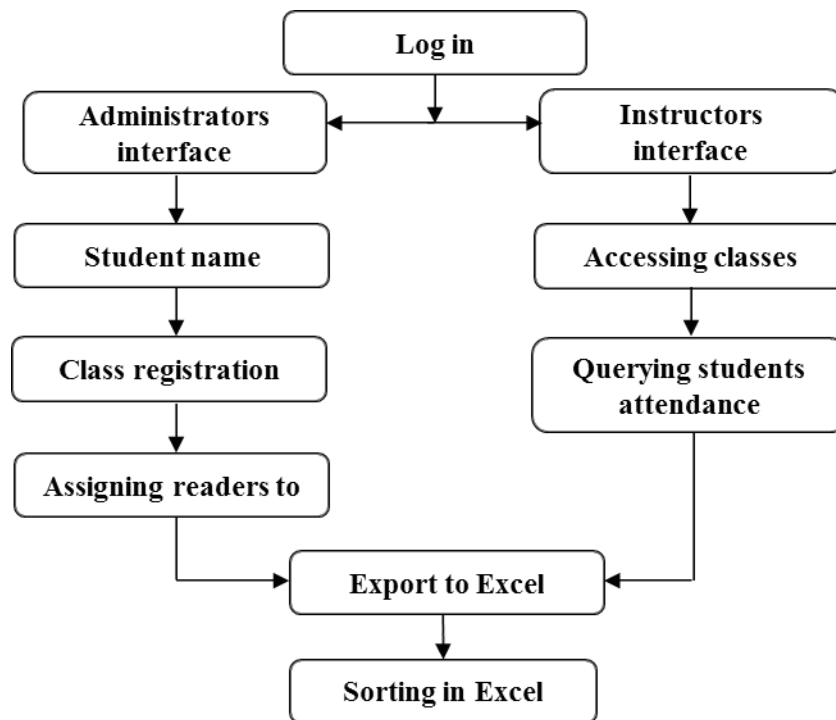 Log in
Administrators
interface
Instructors
interface
Student name
Accessing classes
Class registration
Querying students
attendance
Assigning readers to
Export to Excel
Sorting in Excel